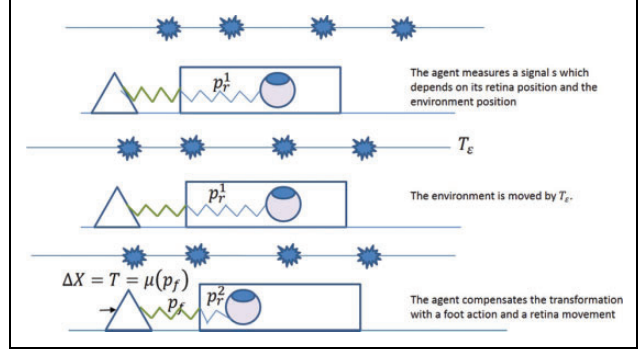 p_r^1
The agent measures a signal s which
depends on its retina position and the
environment position
T_ε
p_r^1
The environment is moved by T_ε.
ΔX = T = μ(p_f)
p_f
p_r^2
The agent compensates the transformation
with a foot action and a retina movement